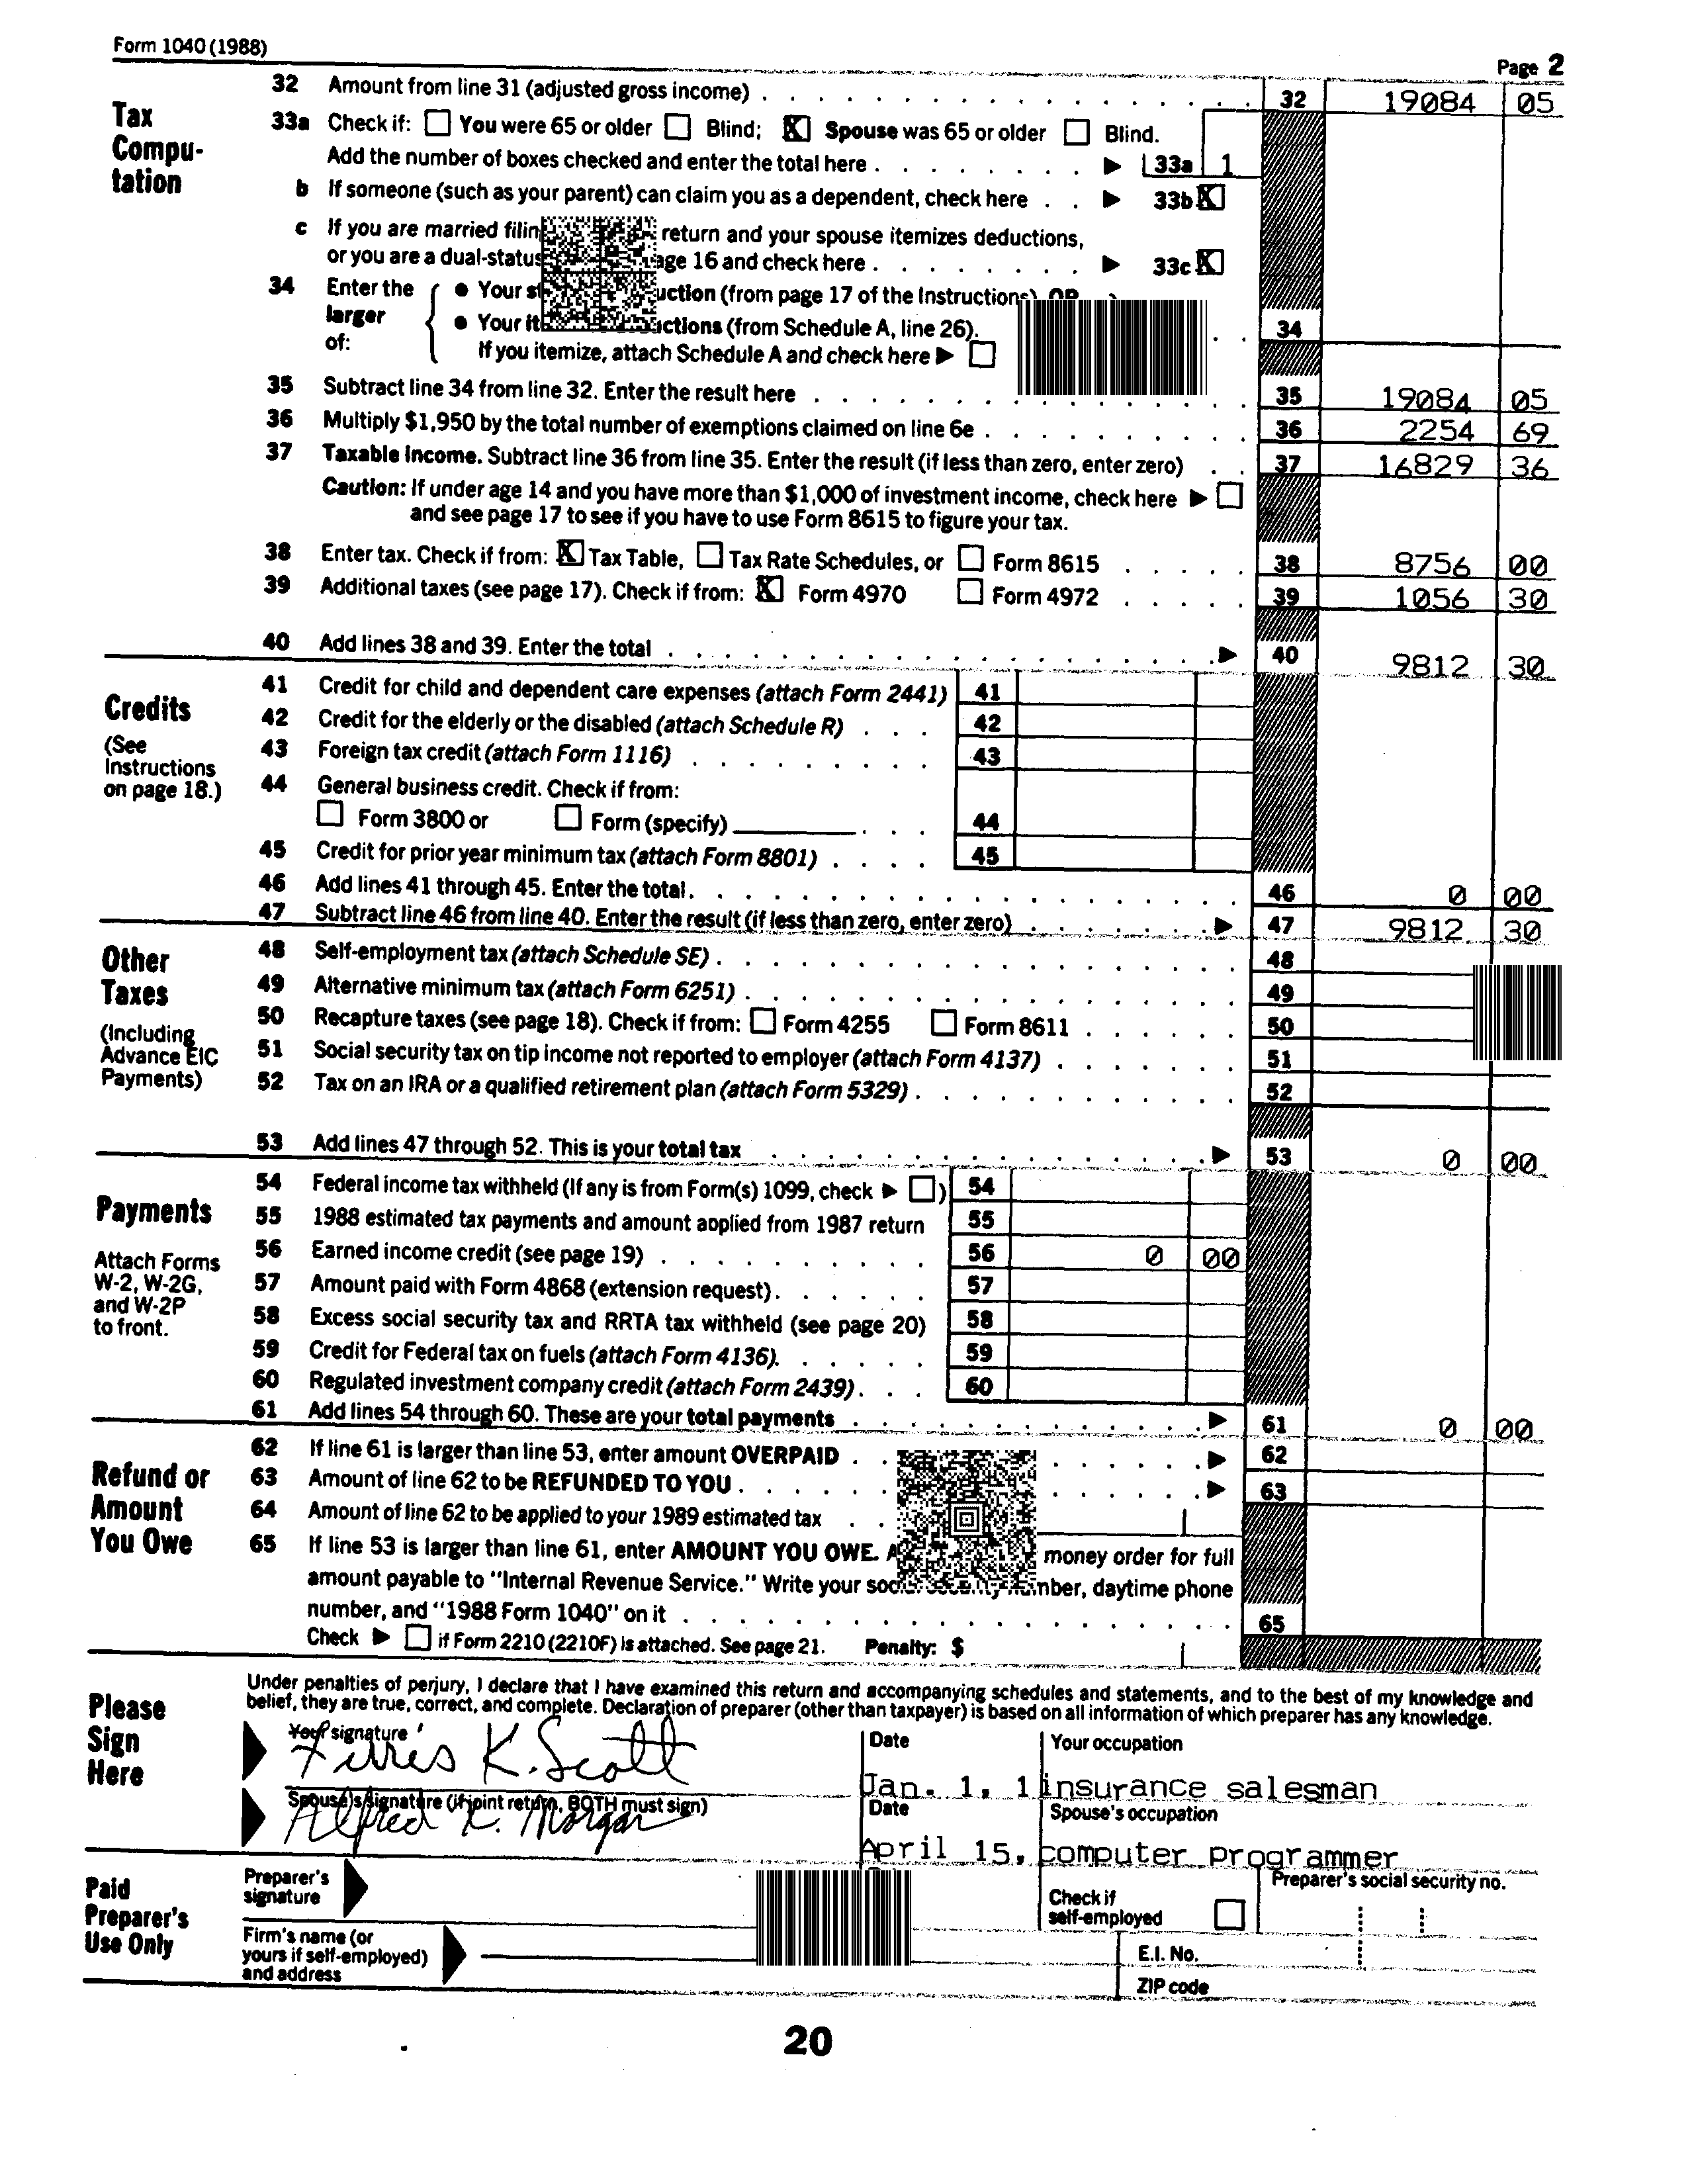 Form 1040 (1988)
Page 2
Tax Compu-tation
32 Amount from line 31 (adjusted gross income) . . . 32 19084 05
33a Check if: You were 65 or older Blind; X Spouse was 65 or older Blind.
Add the number of boxes checked and enter the total here . . . ▶ 33a 1
b If someone (such as your parent) can claim you as a dependent, check here . . ▶ 33b X
c If you are married filin return and your spouse itemizes deductions,
or you are a dual-status age 16 and check here . . . ▶ 33c X
34 Enter the larger of:
• Your st uction (from page 17 of the Instructions), OR
• Your it ctions (from Schedule A, line 26).
If you itemize, attach Schedule A and check here ▶
34
35 Subtract line 34 from line 32. Enter the result here . . . 35 19084 05
36 Multiply $1,950 by the total number of exemptions claimed on line 6e . . . 36 2254 69
37 Taxable income. Subtract line 36 from line 35. Enter the result (if less than zero, enter zero) . . 37 16829 36
Caution: If under age 14 and you have more than $1,000 of investment income, check here ▶
and see page 17 to see if you have to use Form 8615 to figure your tax.
38 Enter tax. Check if from: X Tax Table, Tax Rate Schedules, or Form 8615 . . . 38 8756 00
39 Additional taxes (see page 17). Check if from: X Form 4970 Form 4972 . . . 39 1056 30
40 Add lines 38 and 39. Enter the total . . . ▶ 40 9812 30
Credits
(See Instructions on page 18.)
41 Credit for child and dependent care expenses (attach Form 2441) 41
42 Credit for the elderly or the disabled (attach Schedule R) . . . 42
43 Foreign tax credit (attach Form 1116) . . . 43
44 General business credit. Check if from:
Form 3800 or Form (specify) . . . 44
45 Credit for prior year minimum tax (attach Form 8801) . . . 45
46 Add lines 41 through 45. Enter the total . . . 46 0 00
47 Subtract line 46 from line 40. Enter the result (if less than zero, enter zero) . . . ▶ 47 9812 30
Other Taxes
(Including Advance EIC Payments)
48 Self-employment tax (attach Schedule SE) . . . 48
49 Alternative minimum tax (attach Form 6251) . . . 49
50 Recapture taxes (see page 18). Check if from: Form 4255 Form 8611 . . . 50
51 Social security tax on tip income not reported to employer (attach Form 4137) . . . 51
52 Tax on an IRA or a qualified retirement plan (attach Form 5329) . . . 52
53 Add lines 47 through 52. This is your total tax . . . ▶ 53 0 00
Payments
Attach Forms W-2, W-2G, and W-2P to front.
54 Federal income tax withheld (If any is from Form(s) 1099, check ▶ ) 54
55 1988 estimated tax payments and amount applied from 1987 return 55
56 Earned income credit (see page 19) . . . 56 0 00
57 Amount paid with Form 4868 (extension request) . . . 57
58 Excess social security tax and RRTA tax withheld (see page 20) 58
59 Credit for Federal tax on fuels (attach Form 4136). . . . 59
60 Regulated investment company credit (attach Form 2439) . . . 60
61 Add lines 54 through 60. These are your total payments . . . ▶ 61 0 00
Refund or Amount You Owe
62 If line 61 is larger than line 53, enter amount OVERPAID . . . ▶ 62
63 Amount of line 62 to be REFUNDED TO YOU . . . ▶ 63
64 Amount of line 62 to be applied to your 1989 estimated tax . .
65 If line 53 is larger than line 61, enter AMOUNT YOU OWE. A money order for full
amount payable to "Internal Revenue Service." Write your social security number, daytime phone
number, and "1988 Form 1040" on it . . . 65
Check ▶ if Form 2210 (2210F) is attached. See page 21. Penalty: $
Please Sign Here
Under penalties of perjury, I declare that I have examined this return and accompanying schedules and statements, and to the best of my knowledge and
belief, they are true, correct, and complete. Declaration of preparer (other than taxpayer) is based on all information of which preparer has any knowledge.
Your signature Date Your occupation
Ferris K. Scott Jan. 1, 1 insurance salesman
Spouse's signature (if joint return, BOTH must sign) Date Spouse's occupation
Alfred K. Morgan April 15, computer programmer
Paid Preparer's Use Only
Preparer's signature
Check if self-employed
Preparer's social security no.
Firm's name (or yours if self-employed) and address
E.I. No.
ZIP code
20